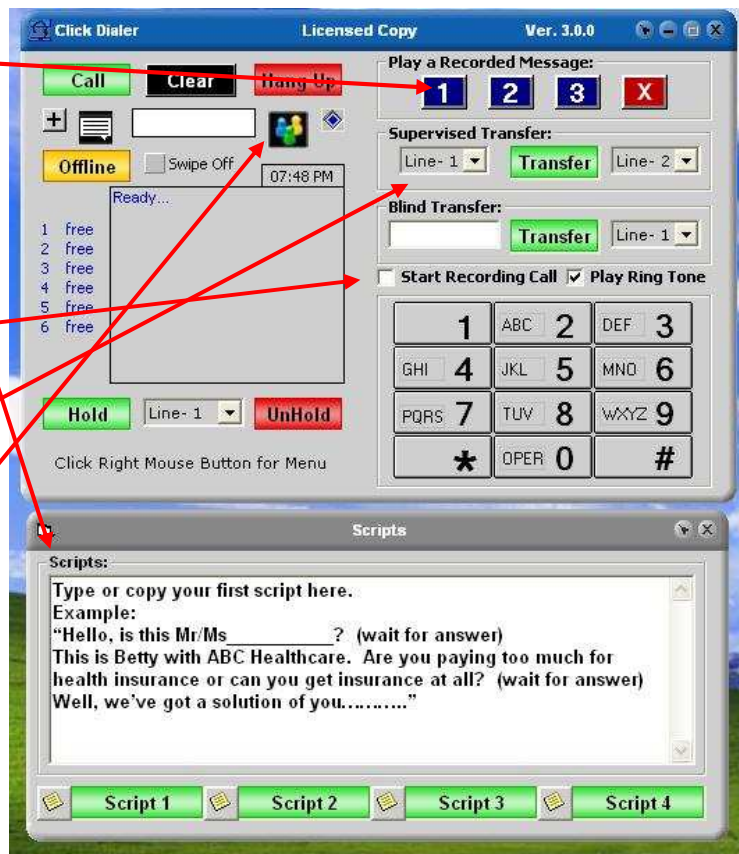 Click Dialer Licensed Copy Ver. 3.0.0
Call Clear Hang Up
Offline Swipe Off 07:48 PM
Ready...
1 free
2 free
3 free
4 free
5 free
6 free
Hold Line- 1 UnHold
Click Right Mouse Button for Menu
Play a Recorded Message:
1 2 3 X
Supervised Transfer:
Line- 1 Transfer Line- 2
Blind Transfer:
Transfer Line- 1
Start Recording Call Play Ring Tone
1 ABC 2 DEF 3
GHI 4 JKL 5 MNO 6
PQRS 7 TUV 8 WXYZ 9
* OPER 0 #
Scripts
Scripts:
Type or copy your first script here.
Example:
“Hello, is this Mr/Ms__________? (wait for answer)
This is Betty with ABC Healthcare. Are you paying too much for
health insurance or can you get insurance at all? (wait for answer)
Well, we’ve got a solution of you………..”
Script 1 Script 2 Script 3 Script 4